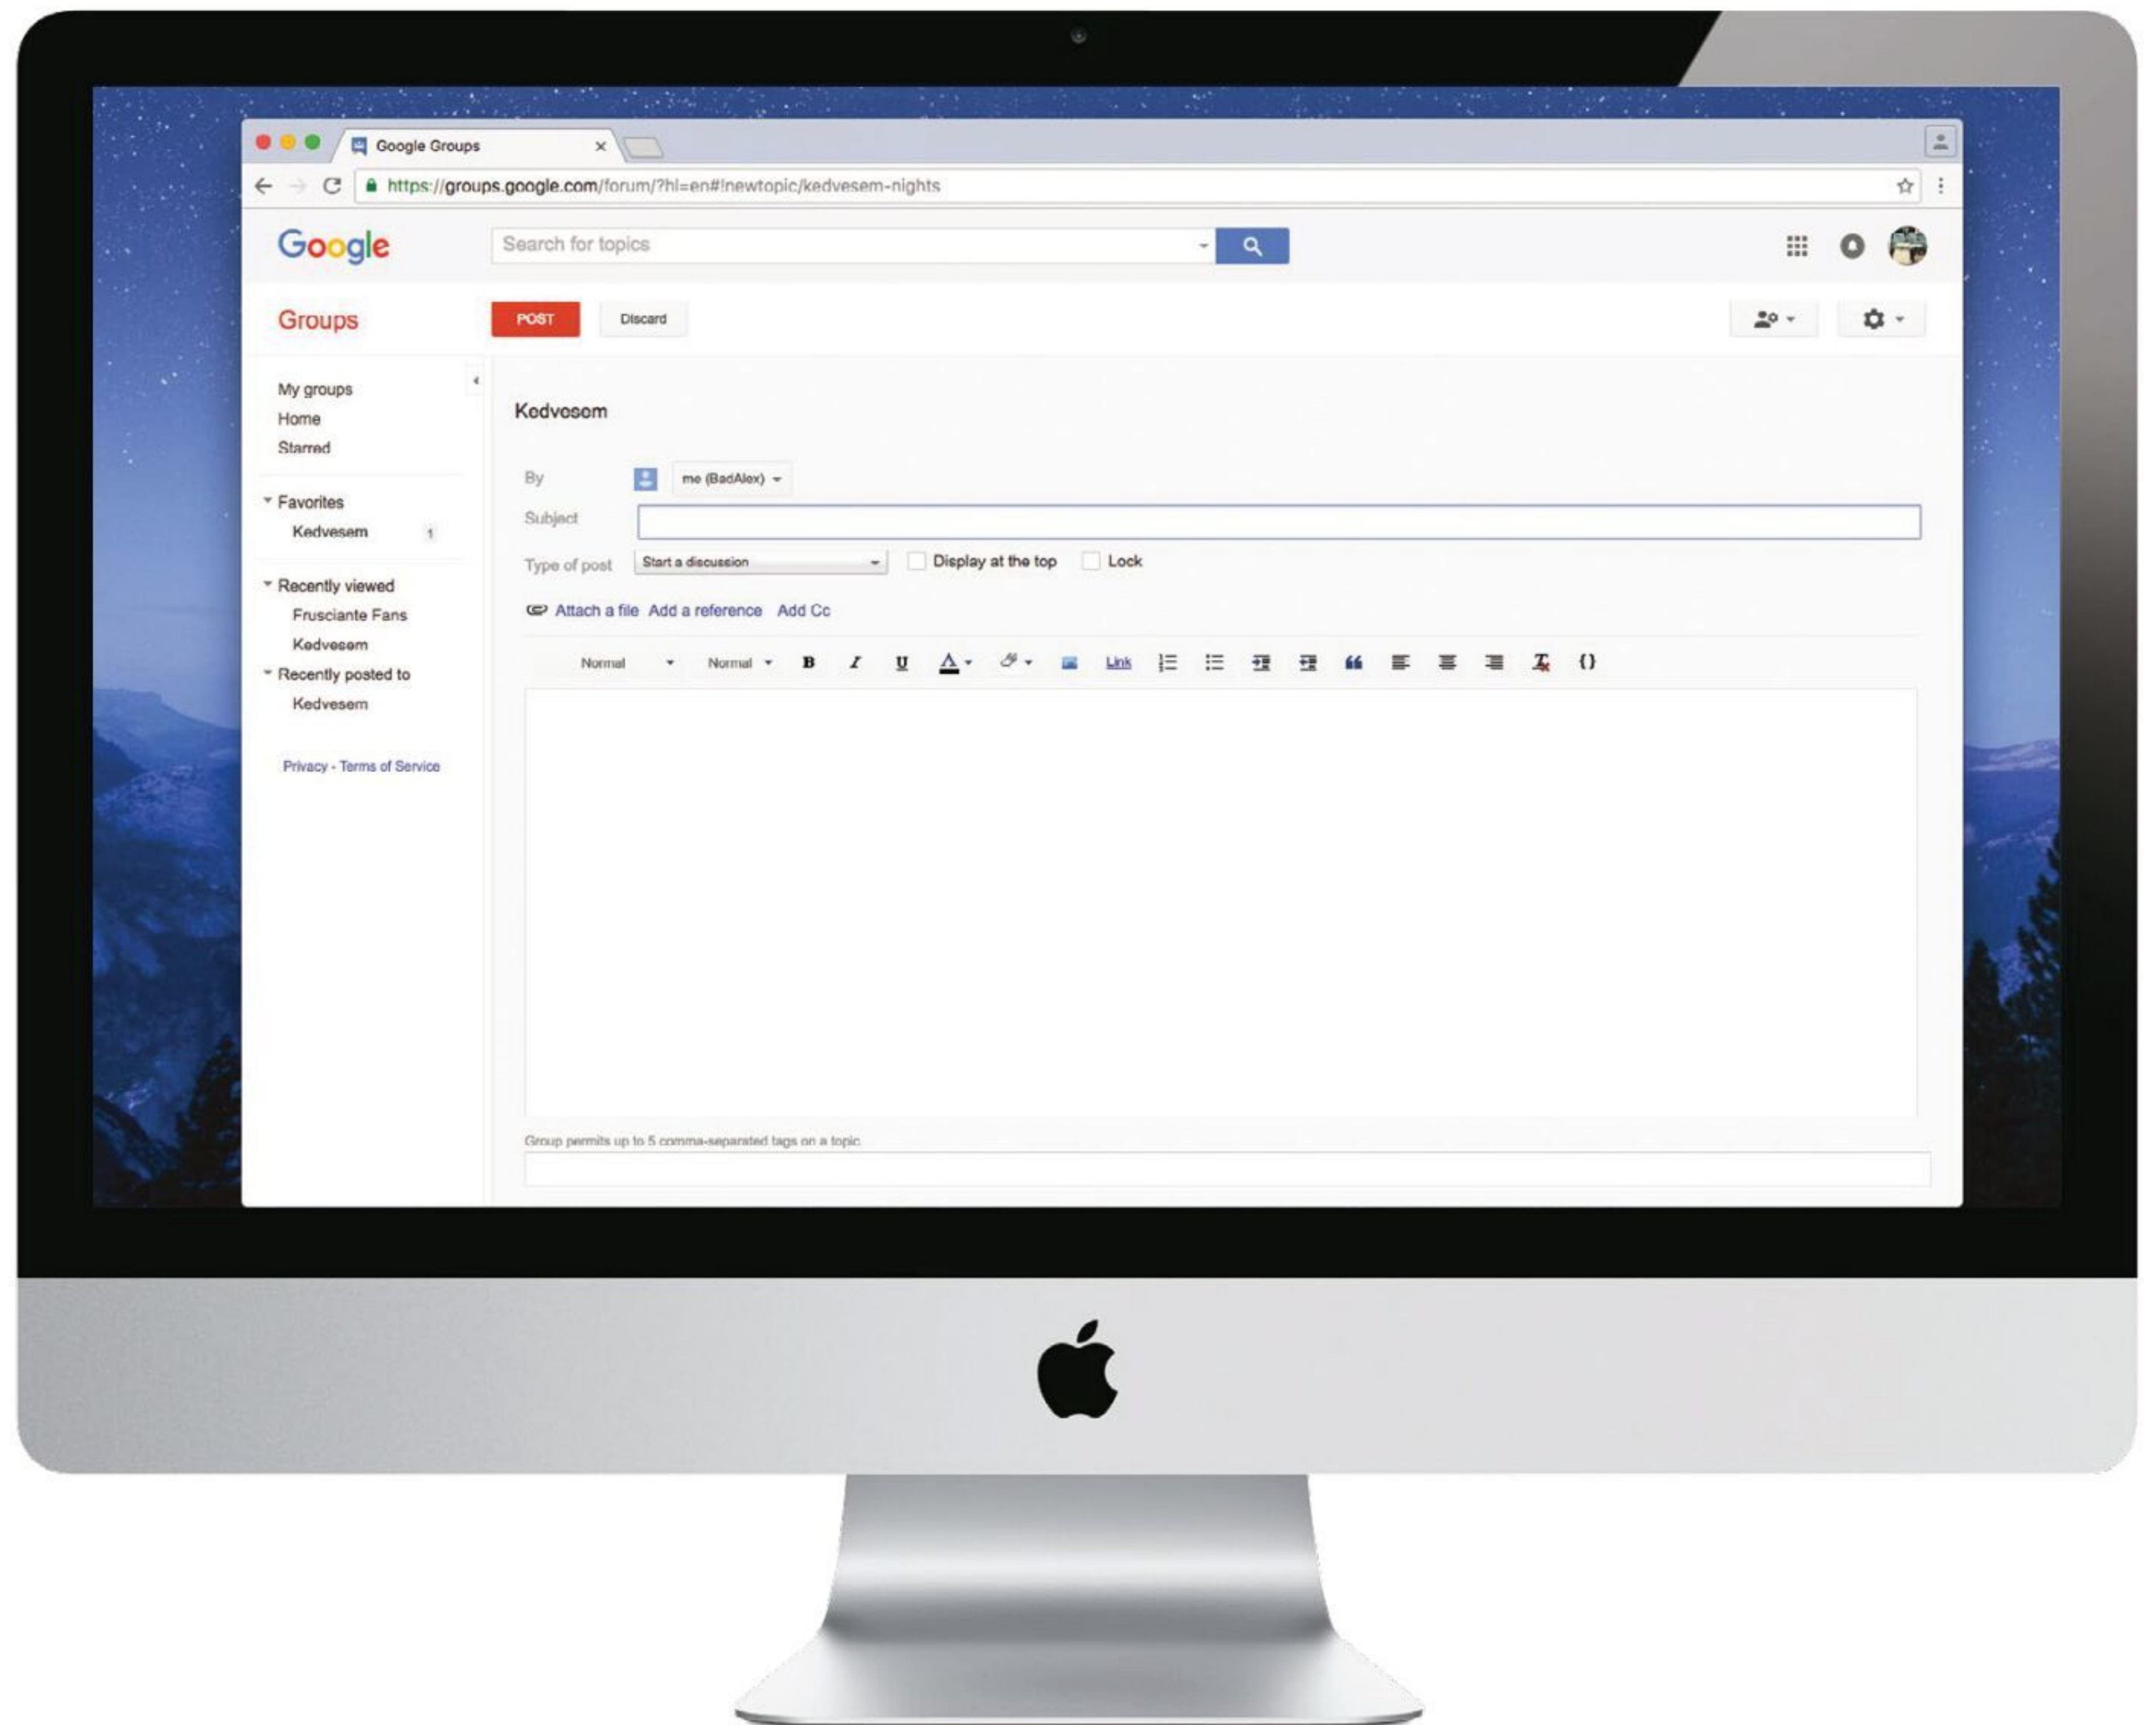 Google Groups
https://groups.google.com/forum/?hl=en#!newtopic/kedvesem-nights
Google
Search for topics
Groups
POST
Discard
My groups
Home
Starred
Favorites
Kedvesem 1
Recently viewed
Frusciante Fans
Kedvesem
Recently posted to
Kedvesem
Privacy - Terms of Service
Kedvesem
By me (BadAlex)
Subject
Type of post Start a discussion Display at the top Lock
Attach a file Add a reference Add Cc
Normal Normal B I U A Link T {}
Group permits up to 5 comma-separated tags on a topic